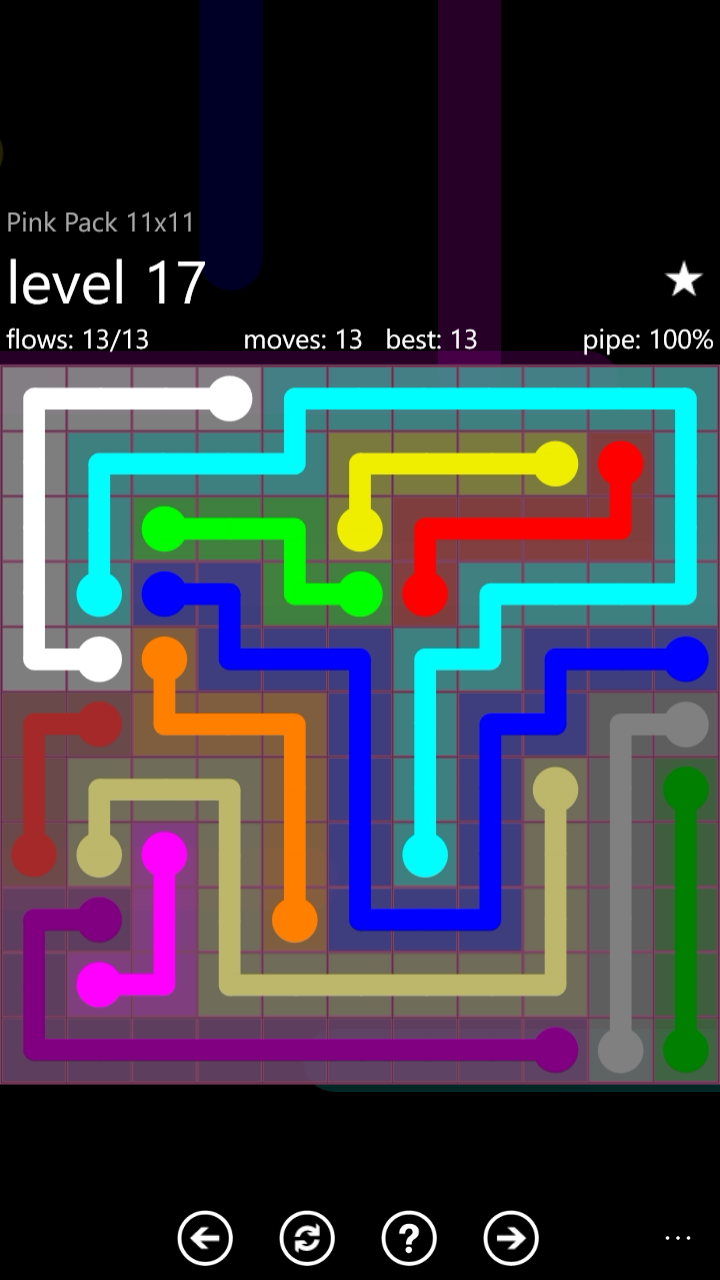 Pink Pack 11x11
level 17
flows: 13/13 moves: 13 best: 13 pipe: 100%
?
...